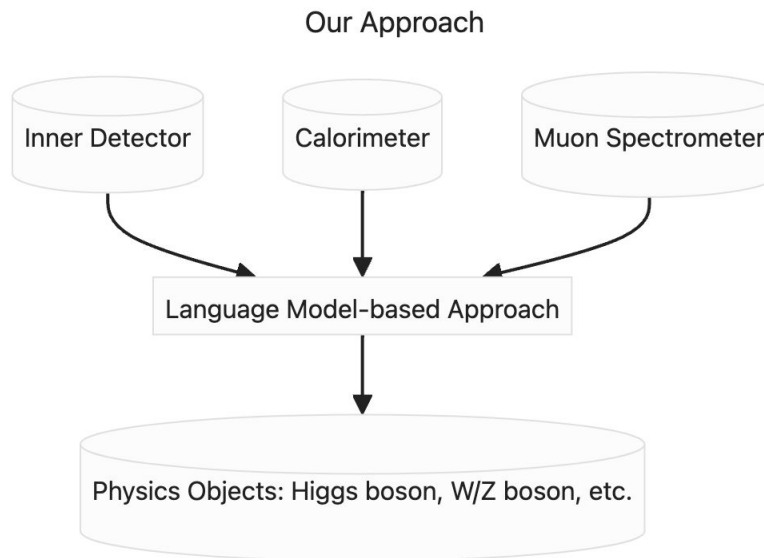 Our Approach
Inner Detector
Calorimeter
Muon Spectrometer
Language Model-based Approach
Physics Objects: Higgs boson, W/Z boson, etc.